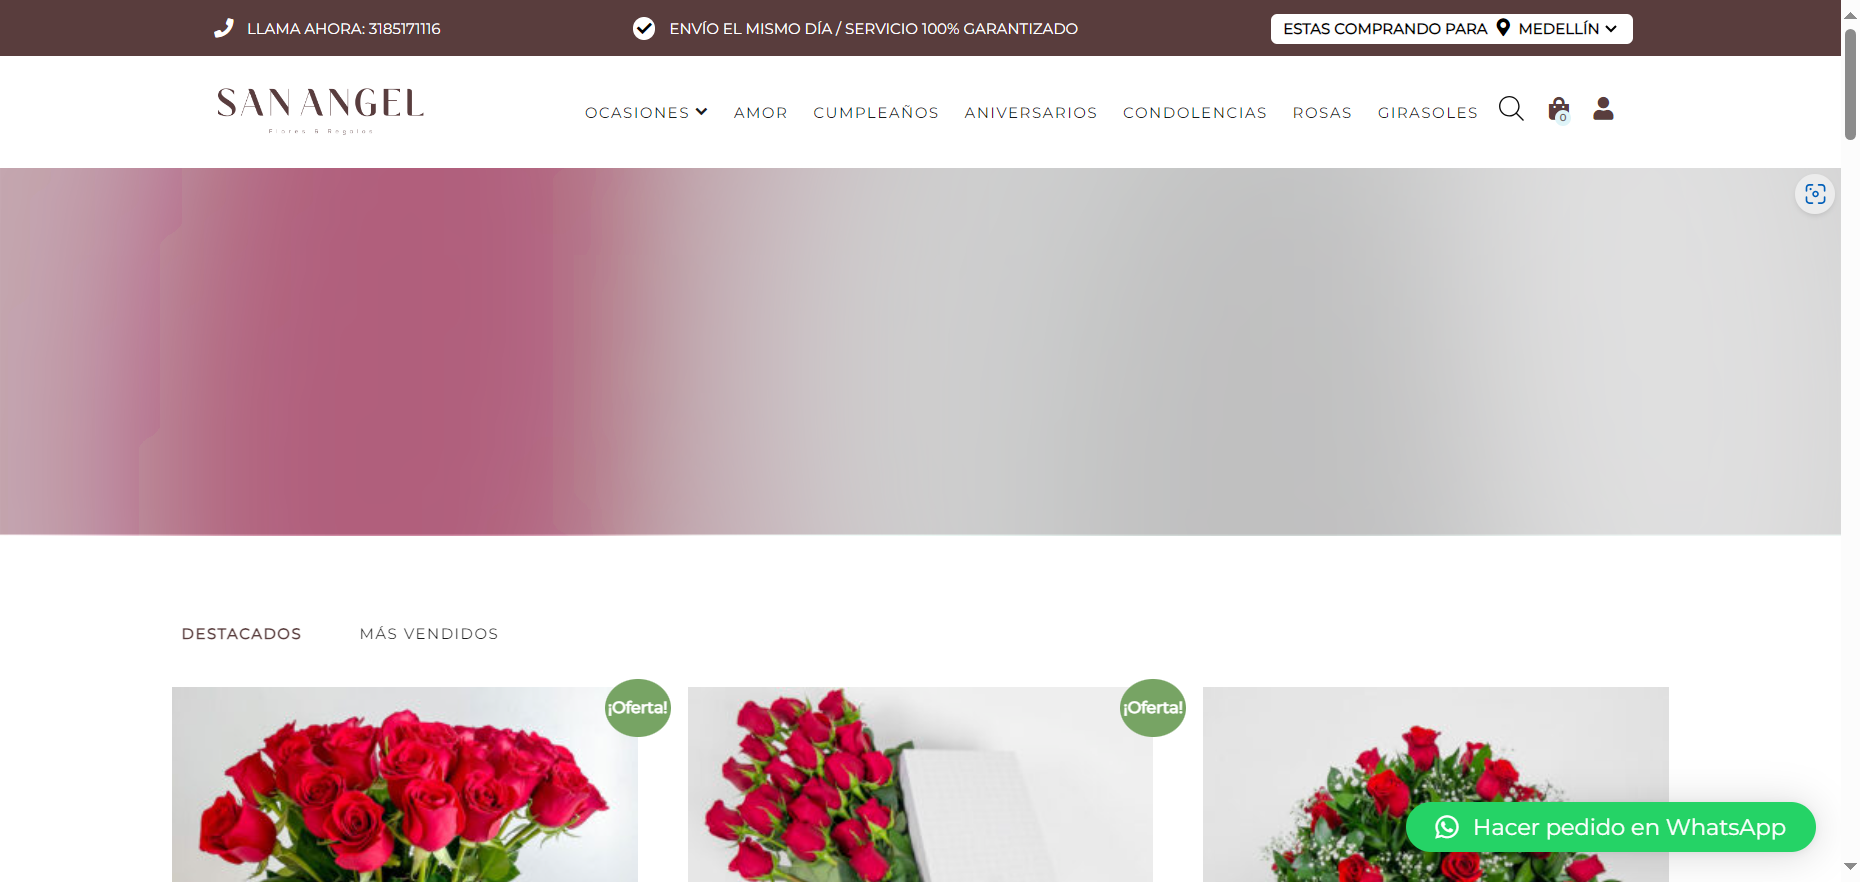 LLAMA AHORA: 3185171116
ENVÍO EL MISMO DÍA / SERVICIO 100% GARANTIZADO
ESTAS COMPRANDO PARA MEDELLÍN
SAN ANGEL
Flores & Regalos
OCASIONES AMOR CUMPLEAÑOS ANIVERSARIOS CONDOLENCIAS ROSAS GIRASOLES
0
DESTACADOS MÁS VENDIDOS
¡Oferta!
¡Oferta!
Hacer pedido en WhatsApp